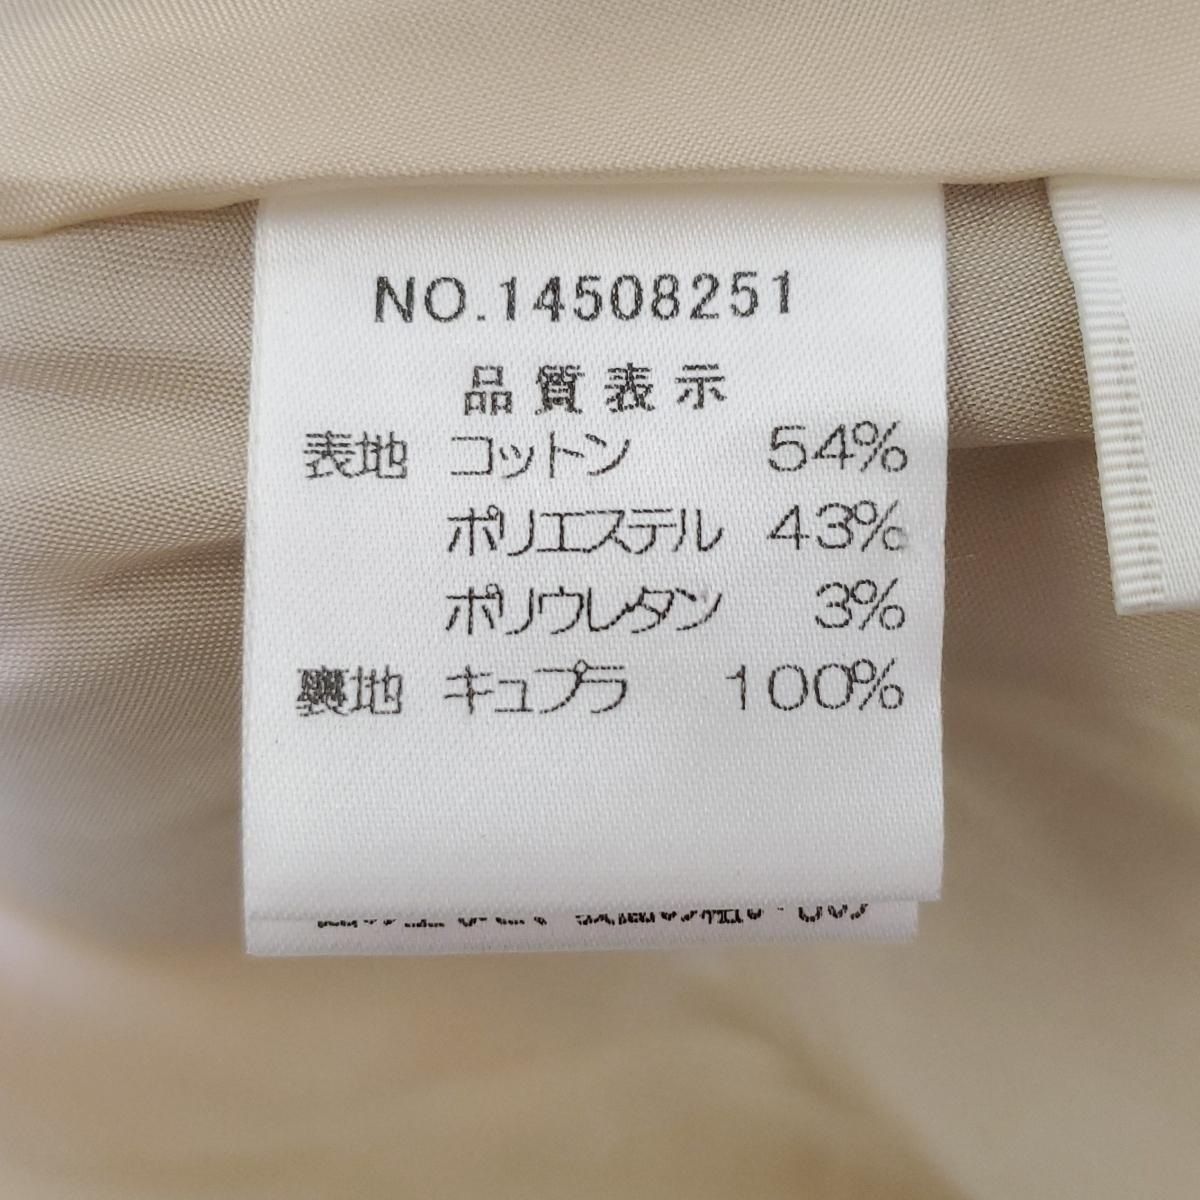 NO.14508251
品質表示
表地 コットン 54%
ポリエステル 43%
ポリウレタン 3%
裏地 キュプラ 100%